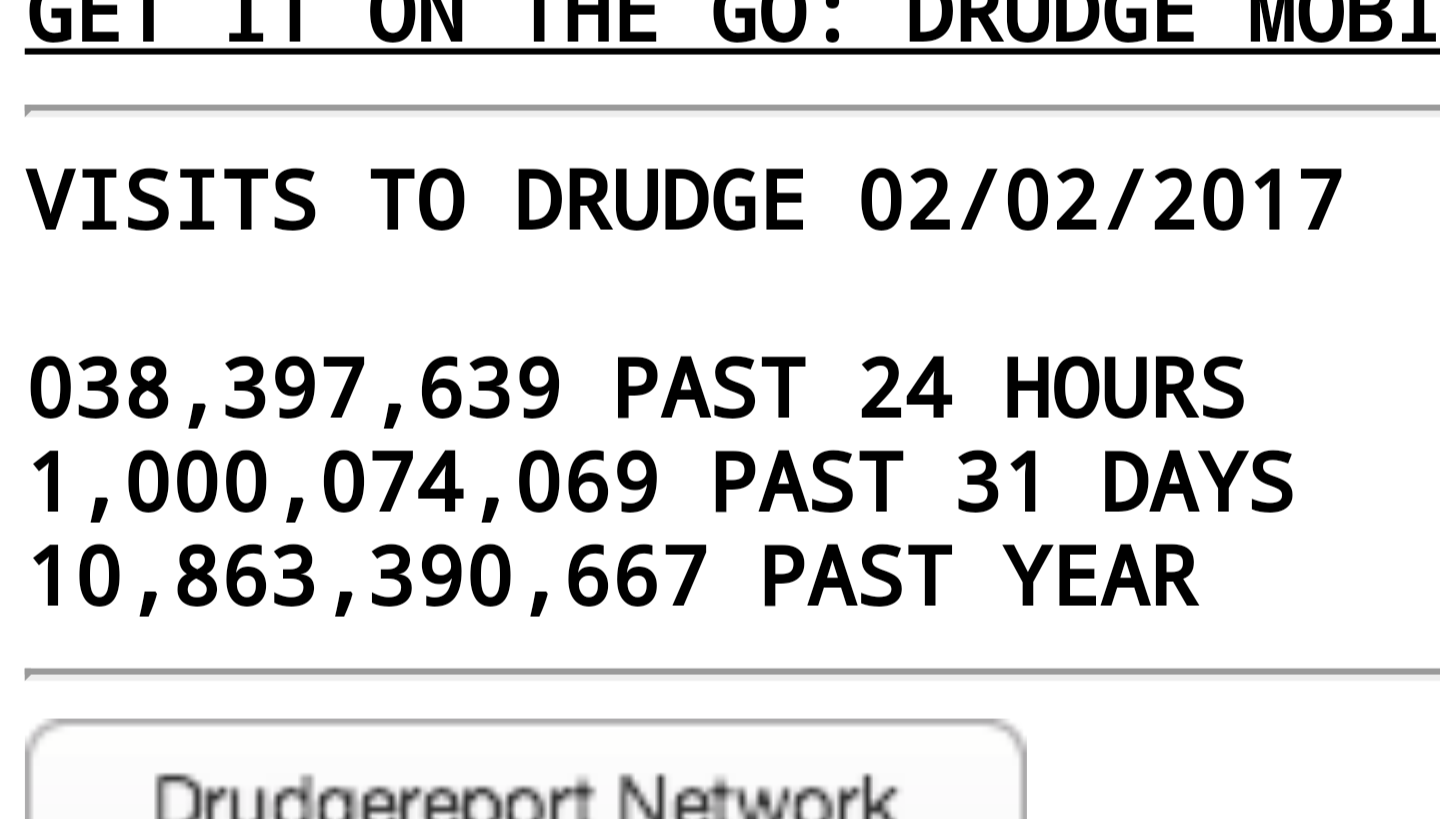 GET IT ON THE GO: DRUDGE MOBI
VISITS TO DRUDGE 02/02/2017
038,397,639 PAST 24 HOURS
1,000,074,069 PAST 31 DAYS
10,863,390,667 PAST YEAR
Drudgereport Network